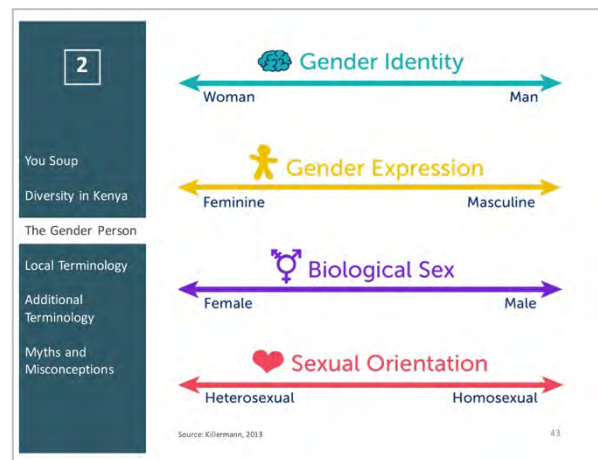 2
You Soup
Diversity in Kenya
The Gender Person
Local Terminology
Additional
Terminology
Myths and
Misconceptions
Gender Identity
Woman
Man
Gender Expression
Feminine
Masculine
Biological Sex
Female
Male
Sexual Orientation
Heterosexual
Homosexual
Source: Killermann, 2013
43